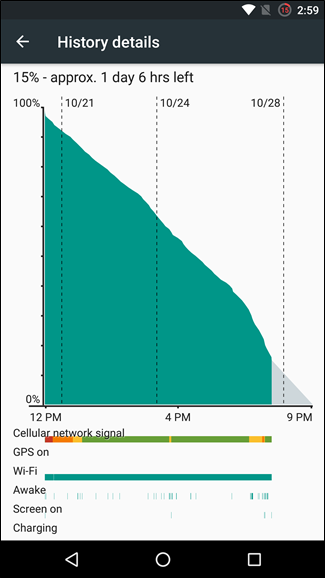 15 2:59
History details
15% - approx. 1 day 6 hrs left
100% 10/21 10/24 10/28
0%
12 PM 4 PM 9 PM
Cellular network signal
GPS on
Wi-Fi
Awake
Screen on
Charging